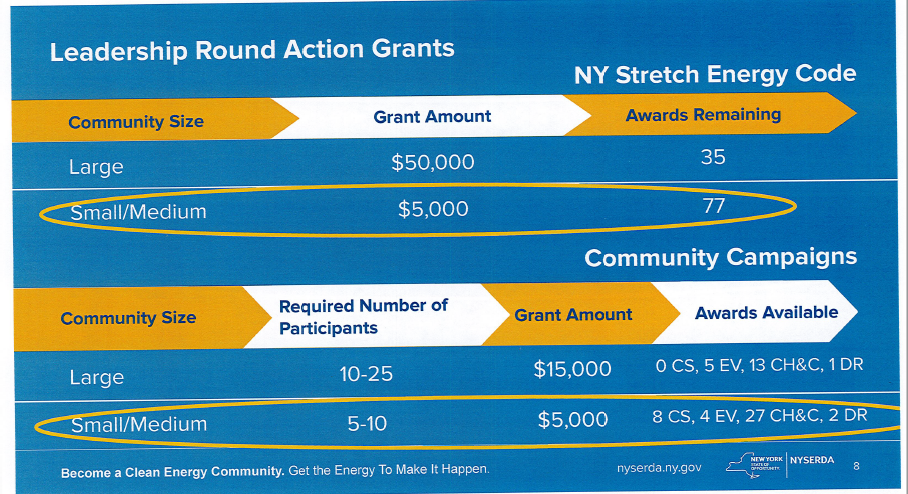 Leadership Round Action Grants
NY Stretch Energy Code
Community Size Grant Amount Awards Remaining
Large $50,000 35
Small/Medium $5,000 77
Community Campaigns
Community Size Required Number of Participants Grant Amount Awards Available
Large 10-25 $15,000 0 CS, 5 EV, 13 CH&C, 1 DR
Small/Medium 5-10 $5,000 8 CS, 4 EV, 27 CH&C, 2 DR
Become a Clean Energy Community. Get the Energy To Make It Happen. nyserda.ny.gov NEW YORK STATE OF OPPORTUNITY. NYSERDA 8